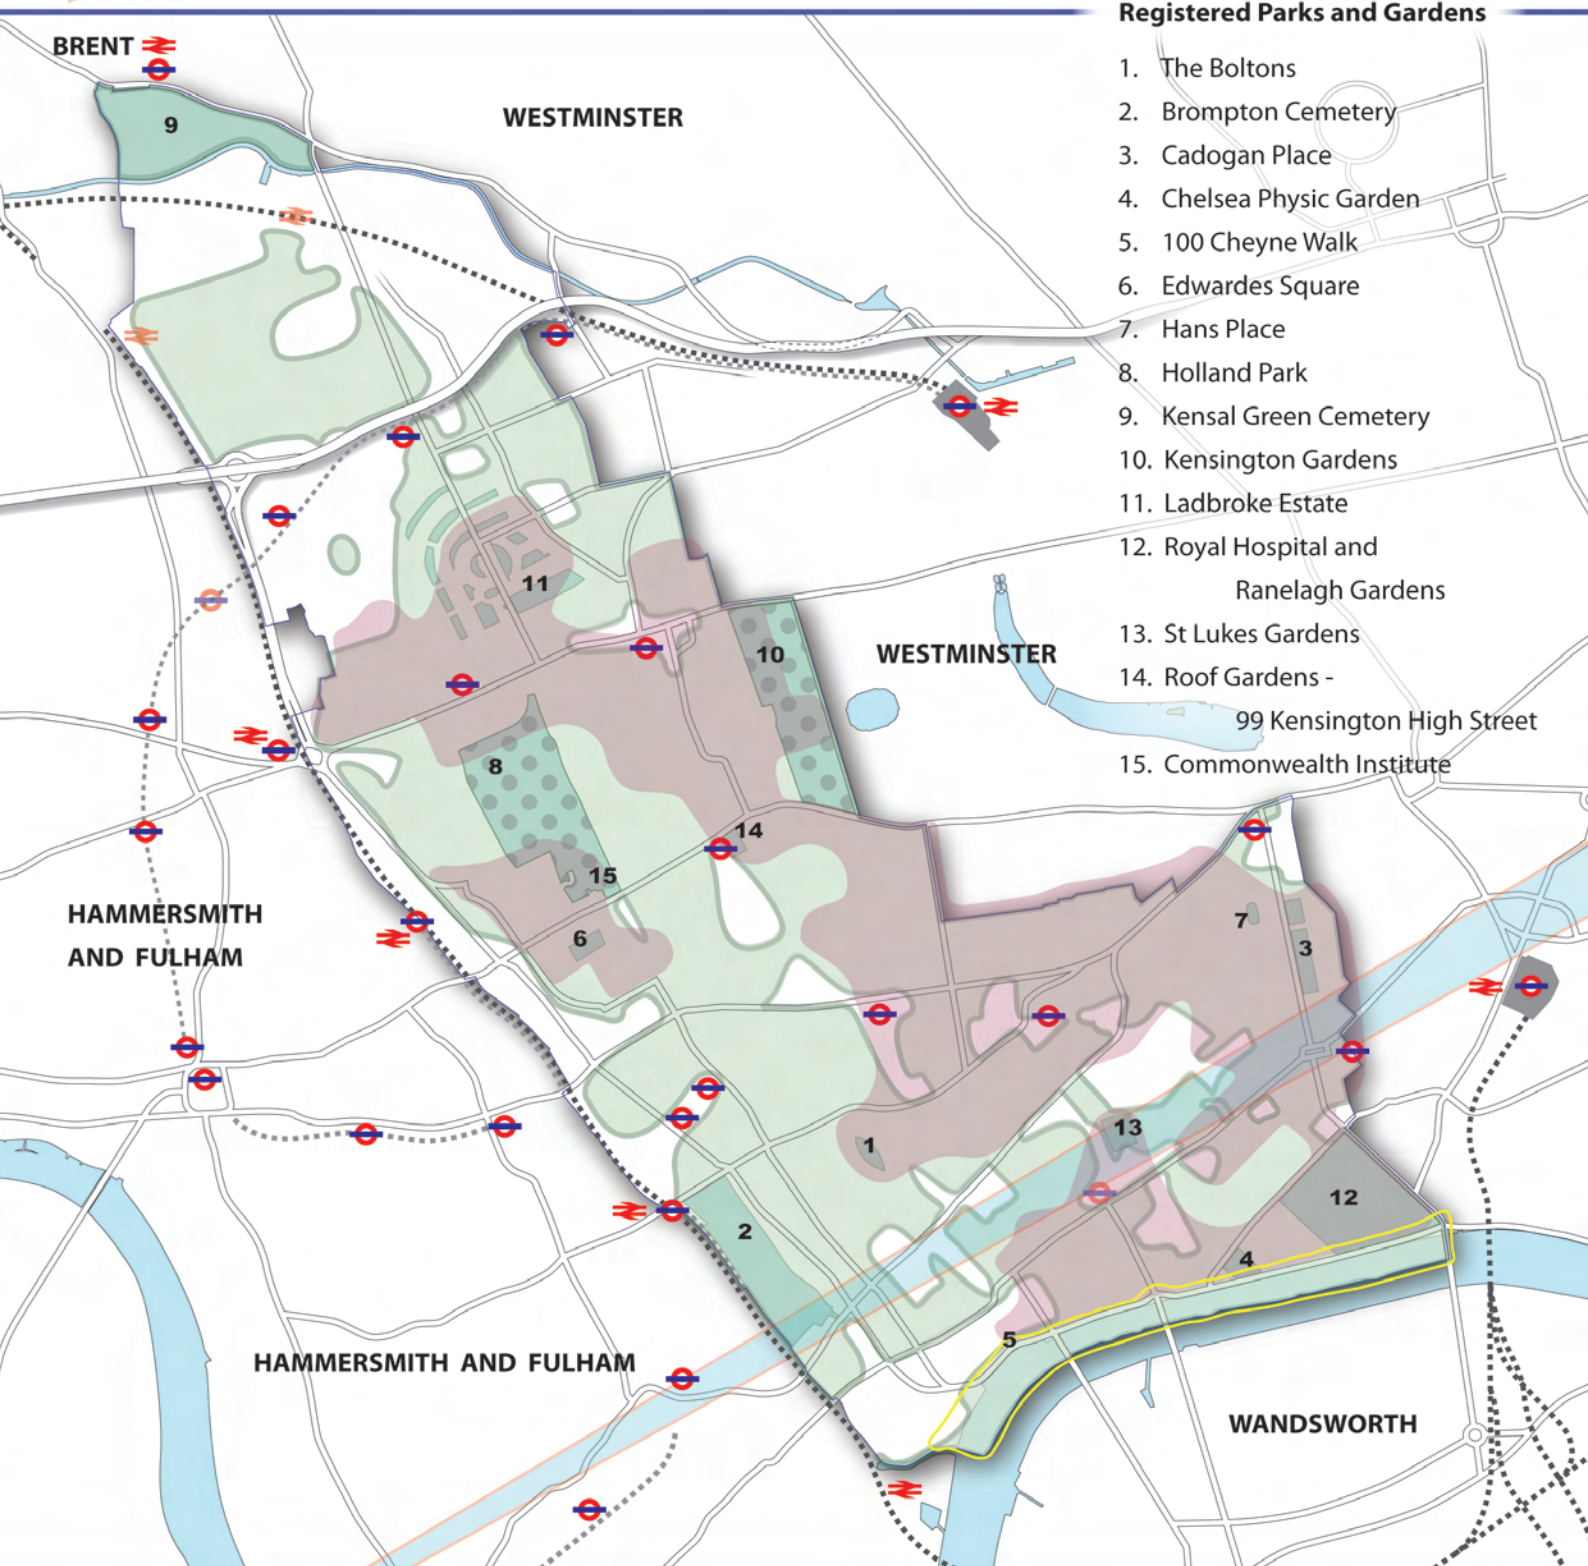 Registered Parks and Gardens
1. The Boltons
2. Brompton Cemetery
3. Cadogan Place
4. Chelsea Physic Garden
5. 100 Cheyne Walk
6. Edwardes Square
7. Hans Place
8. Holland Park
9. Kensal Green Cemetery
10. Kensington Gardens
11. Ladbroke Estate
12. Royal Hospital and
Ranelagh Gardens
13. St Lukes Gardens
14. Roof Gardens -
99 Kensington High Street
15. Commonwealth Institute
BRENT
WESTMINSTER
9
11
10
WESTMINSTER
8
14
15
6
7
3
HAMMERSMITH
AND FULHAM
1
13
12
2
4
5
HAMMERSMITH AND FULHAM
WANDSWORTH